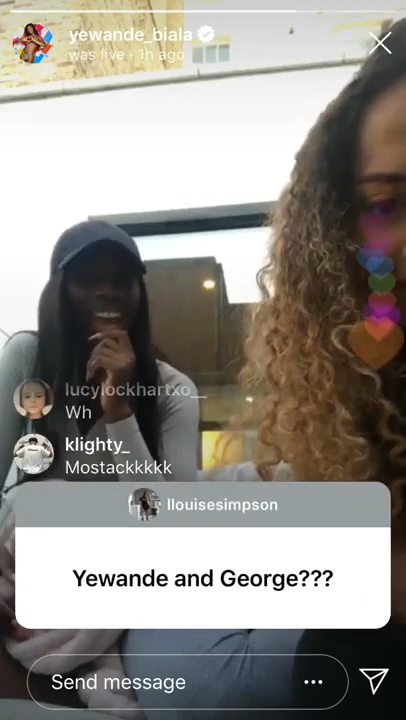 yewande_biala
was live · 1h ago
lucylockhartxo__
Wh
klighty_
Mostackkkkk
llouisesimpson
Yewande and George???
Send message